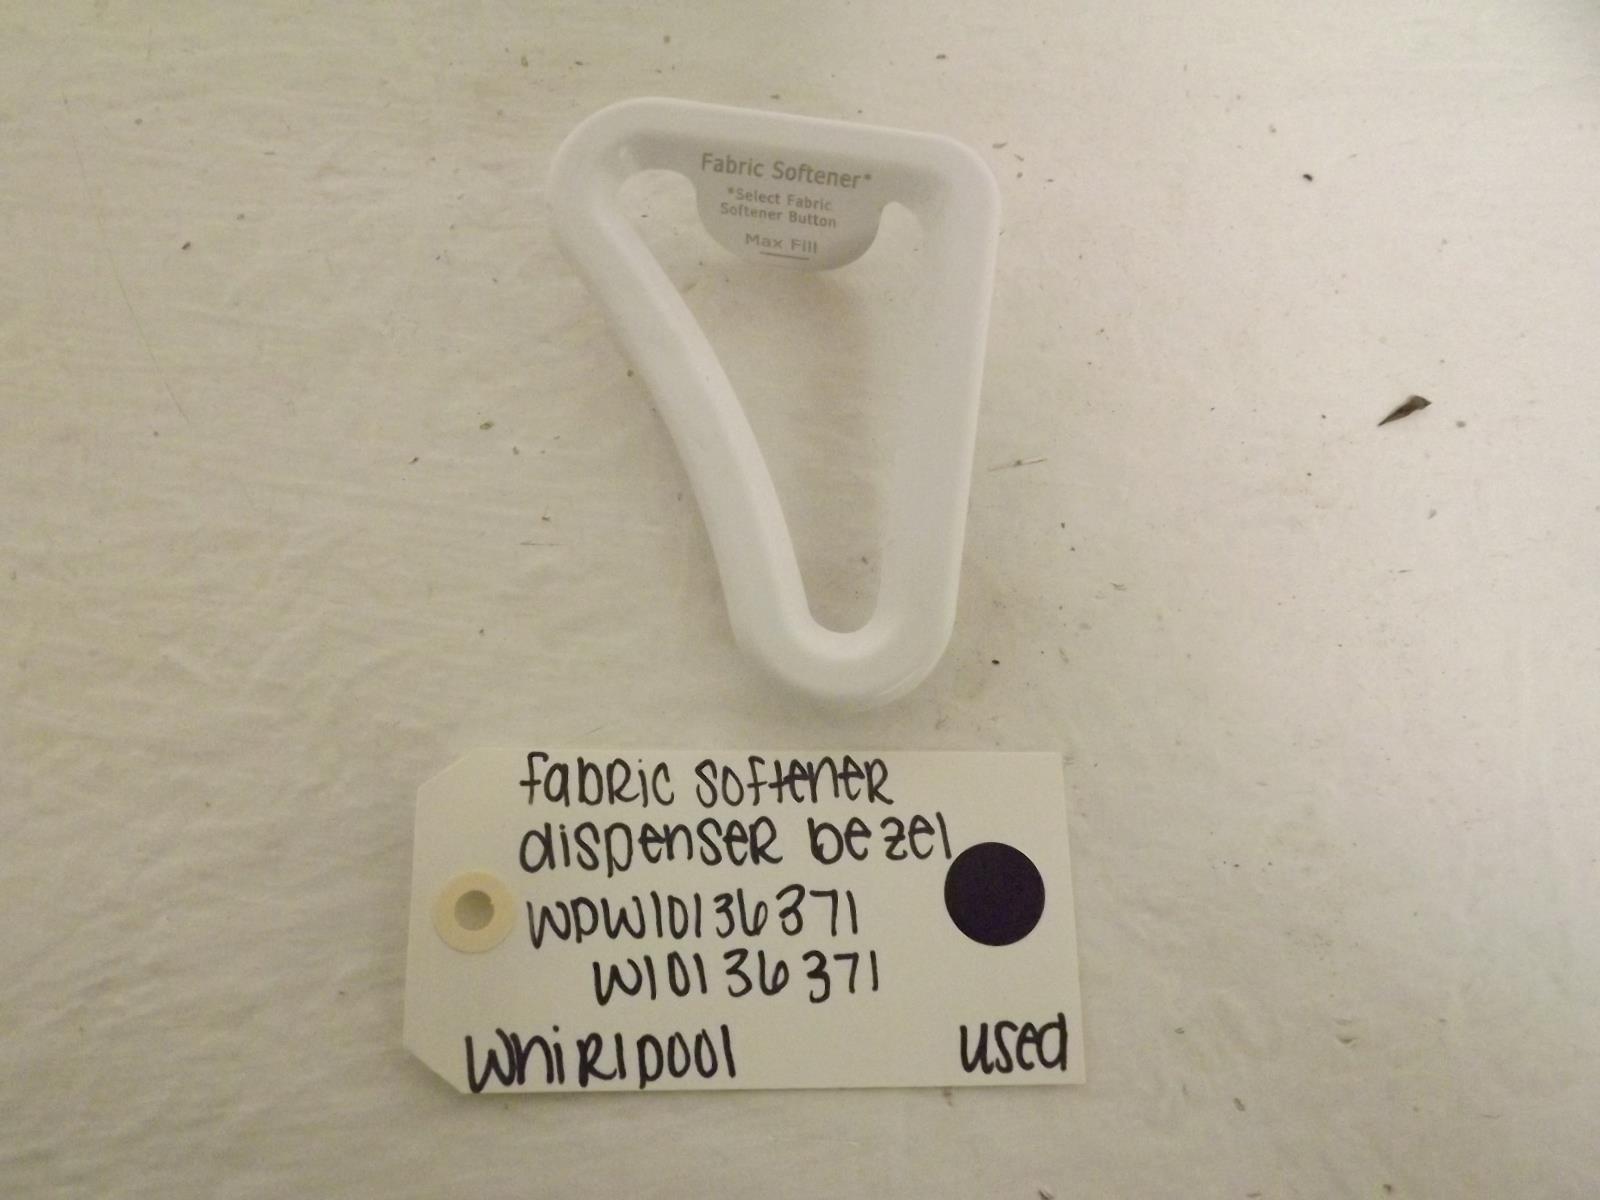 Fabric Softener*
*Select Fabric
Softener Button
Max Fill
fabric softener
dispenser bezel
WPW10136371
W10136371
Whirlpool
used